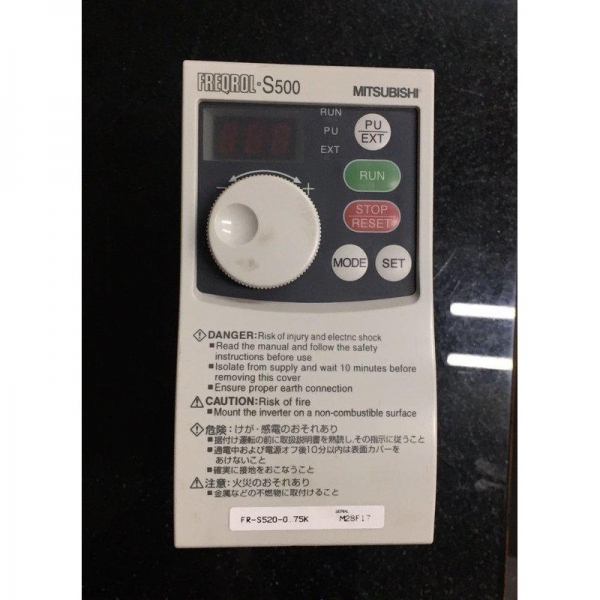 FREQROL-S500
MITSUBISHI
RUN
PU
EXT
PU
EXT
RUN
- +
STOP
RESET
MODE
SET
DANGER:Risk of injury and electric shock
■Read the manual and follow the safety
instructions before use
■Isolate from supply and wait 10 minutes before
removing this cover
■Ensure proper earth connection
CAUTION:Risk of fire
■Mount the inverter on a non-combustible surface
危険:けが・感電のおそれあり
■据付け運転の前に取扱説明書を熟読し、その指示に従うこと
■通電中および電源オフ後10分以内は表面カバーを
あけないこと
■確実に接地をおこなうこと
注意:火災のおそれあり
■金属などの不燃物に取付けること
SERIAL
FR-S520-0.75K M28F17